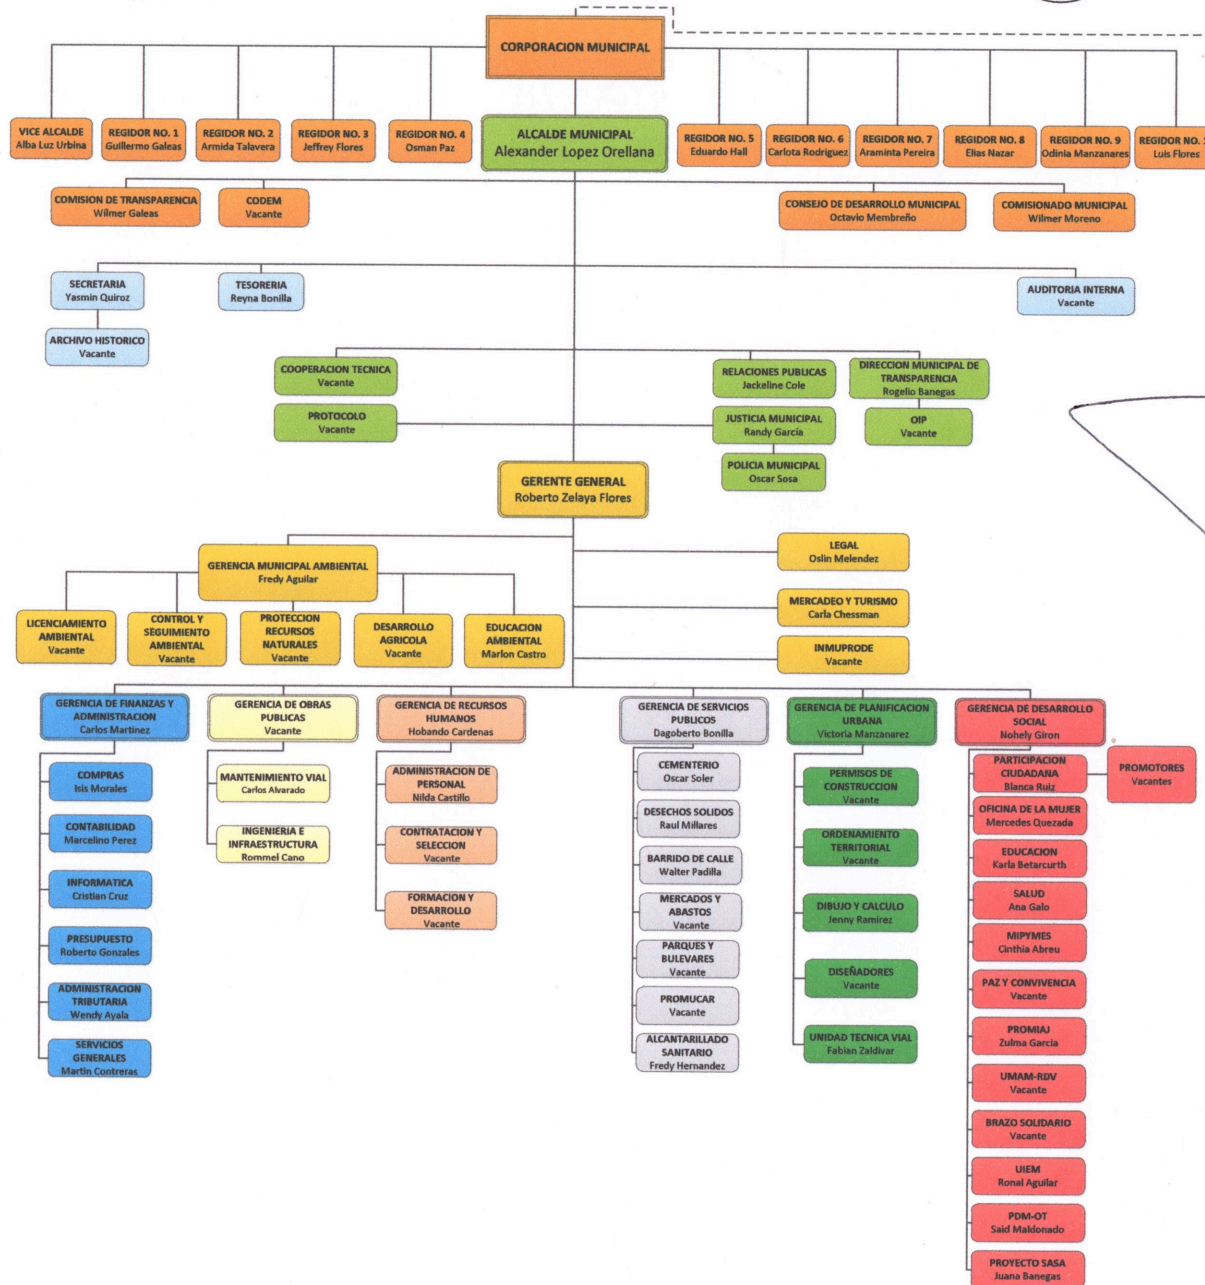 CORPORACION MUNICIPAL
VICE ALCALDE
Alba Luz Urbina
REGIDOR NO. 1
Guillermo Galeas
REGIDOR NO. 2
Armida Talavera
REGIDOR NO. 3
Jeffrey Flores
REGIDOR NO. 4
Osman Paz
ALCALDE MUNICIPAL
Alexander Lopez Orellana
REGIDOR NO. 5
Eduardo Hall
REGIDOR NO. 6
Carlota Rodriguez
REGIDOR NO. 7
Araminta Pereira
REGIDOR NO. 8
Elias Nazar
REGIDOR NO. 9
Odinia Manzanares
REGIDOR NO.
Luis Flores
COMISION DE TRANSPARENCIA
Wilmer Galeas
CODEM
Vacante
CONSEJO DE DESARROLLO MUNICIPAL
Octavio Membreño
COMISIONADO MUNICIPAL
Wilmer Moreno
SECRETARIA
Yasmin Quiroz
TESORERIA
Reyna Bonilla
AUDITORIA INTERNA
Vacante
ARCHIVO HISTORICO
Vacante
COOPERACION TECNICA
Vacante
RELACIONES PUBLICAS
Jackeline Cole
DIRECCION MUNICIPAL DE
TRANSPARENCIA
Rogelio Banegas
PROTOCOLO
Vacante
JUSTICIA MUNICIPAL
Randy García
OIP
Vacante
POLICIA MUNICIPAL
Oscar Sosa
GERENTE GENERAL
Roberto Zelaya Flores
LEGAL
Oslin Melendez
GERENCIA MUNICIPAL AMBIENTAL
Fredy Aguilar
MERCADEO Y TURISMO
Carla Chessman
LICENCIAMIENTO
AMBIENTAL
Vacante
CONTROL Y
SEGUIMIENTO
AMBIENTAL
Vacante
PROTECCION
RECURSOS
NATURALES
Vacante
DESARROLLO
AGRICOLA
Vacante
EDUCACION
AMBIENTAL
Marlon Castro
INMUPRODE
Vacante
GERENCIA DE FINANZAS Y
ADMINISTRACION
Carlos Martinez
GERENCIA DE OBRAS
PUBLICAS
Vacante
GERENCIA DE RECURSOS
HUMANOS
Hobando Cardenas
GERENCIA DE SERVICIOS
PUBLICOS
Dagoberto Bonilla
GERENCIA DE PLANIFICACION
URBANA
Victoria Manzanarez
GERENCIA DE DESARROLLO
SOCIAL
Nohely Giron
COMPRAS
Isis Morales
CONTABILIDAD
Marcelino Perez
INFORMATICA
Cristian Cruz
PRESUPUESTO
Roberto Gonzales
ADMINISTRACION
TRIBUTARIA
Wendy Ayala
SERVICIOS
GENERALES
Martin Contreras
MANTENIMIENTO VIAL
Carlos Alvarado
INGENIERIA E
INFRAESTRUCTURA
Rommel Cano
ADMINISTRACION DE
PERSONAL
Nilda Castillo
CONTRATACION Y
SELECCION
Vacante
FORMACION Y
DESARROLLO
Vacante
CEMENTERIO
Oscar Soler
DESECHOS SOLIDOS
Raul Millares
BARRIDO DE CALLE
Walter Padilla
MERCADOS Y
ABASTOS
Vacante
PARQUES Y
BULEVARES
Vacante
PROMUCAR
Vacante
ALCANTARILLADO
SANITARIO
Fredy Hernandez
PERMISOS DE
CONSTRUCCION
Vacante
ORDENAMIENTO
TERRITORIAL
Vacante
DIBUJO Y CALCULO
Jenny Ramirez
DISEÑADORES
Vacante
UNIDAD TECNICA VIAL
Fabian Zaldivar
PARTICIPACION
CIUDADANA
Blanca Ruiz
PROMOTORES
Vacantes
OFICINA DE LA MUJER
Mercedes Quezada
EDUCACION
Karla Betarcurth
SALUD
Ana Galo
MIPYMES
Cinthia Abreu
PAZ Y CONVIVENCIA
Vacante
PROMIAJ
Zulma Garcia
UMAM-RDV
Vacante
BRAZO SOLIDARIO
Vacante
UIEM
Ronal Aguilar
PDM-OT
Said Maldonado
PROYECTO SASA
Juana Banegas